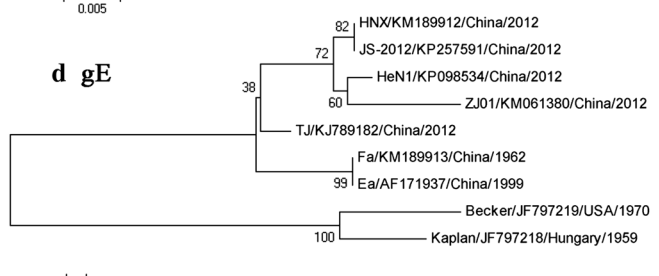 0.005
d gE
82
HNX/KM189912/China/2012
JS-2012/KP257591/China/2012
72
HeN1/KP098534/China/2012
60
ZJ01/KM061380/China/2012
38
TJ/KJ789182/China/2012
Fa/KM189913/China/1962
99
Ea/AF171937/China/1999
Becker/JF797219/USA/1970
100
Kaplan/JF797218/Hungary/1959